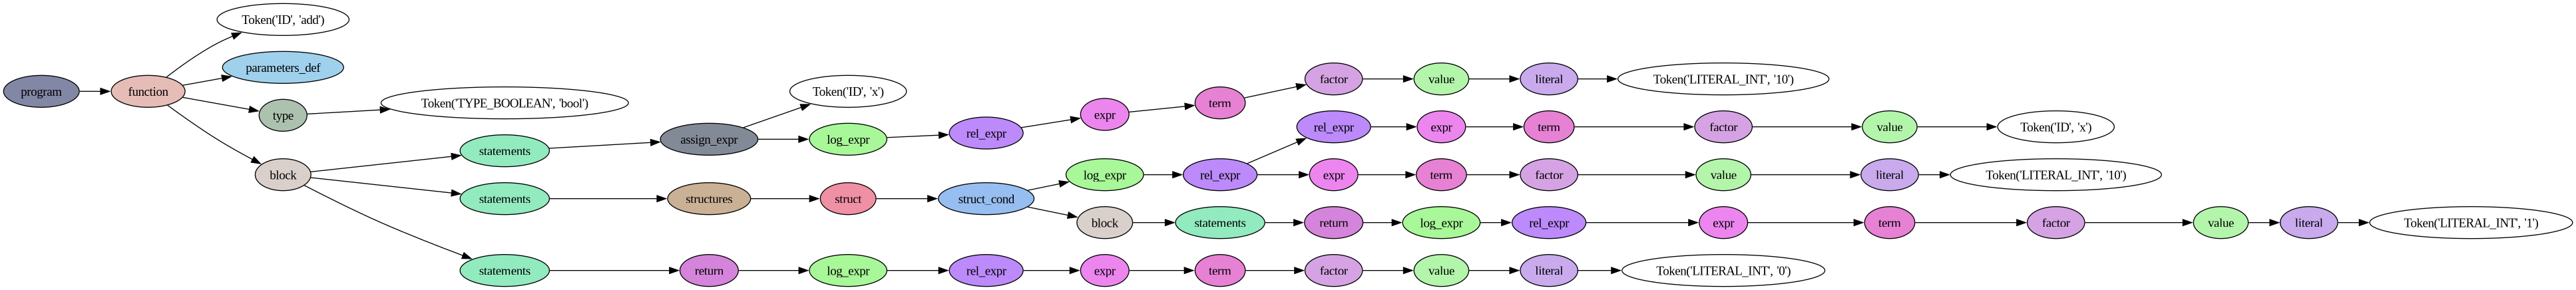 program
function
Token('ID', 'add')
parameters_def
type
Token('TYPE_BOOLEAN', 'bool')
block
statements
assign_expr
Token('ID', 'x')
log_expr
rel_expr
expr
term
factor
value
literal
Token('LITERAL_INT', '10')
statements
structures
struct
struct_cond
log_expr
rel_expr
rel_expr
expr
term
factor
value
Token('ID', 'x')
expr
term
factor
value
literal
Token('LITERAL_INT', '10')
block
statements
return
log_expr
rel_expr
expr
term
factor
value
literal
Token('LITERAL_INT', '1')
statements
return
log_expr
rel_expr
expr
term
factor
value
literal
Token('LITERAL_INT', '0')